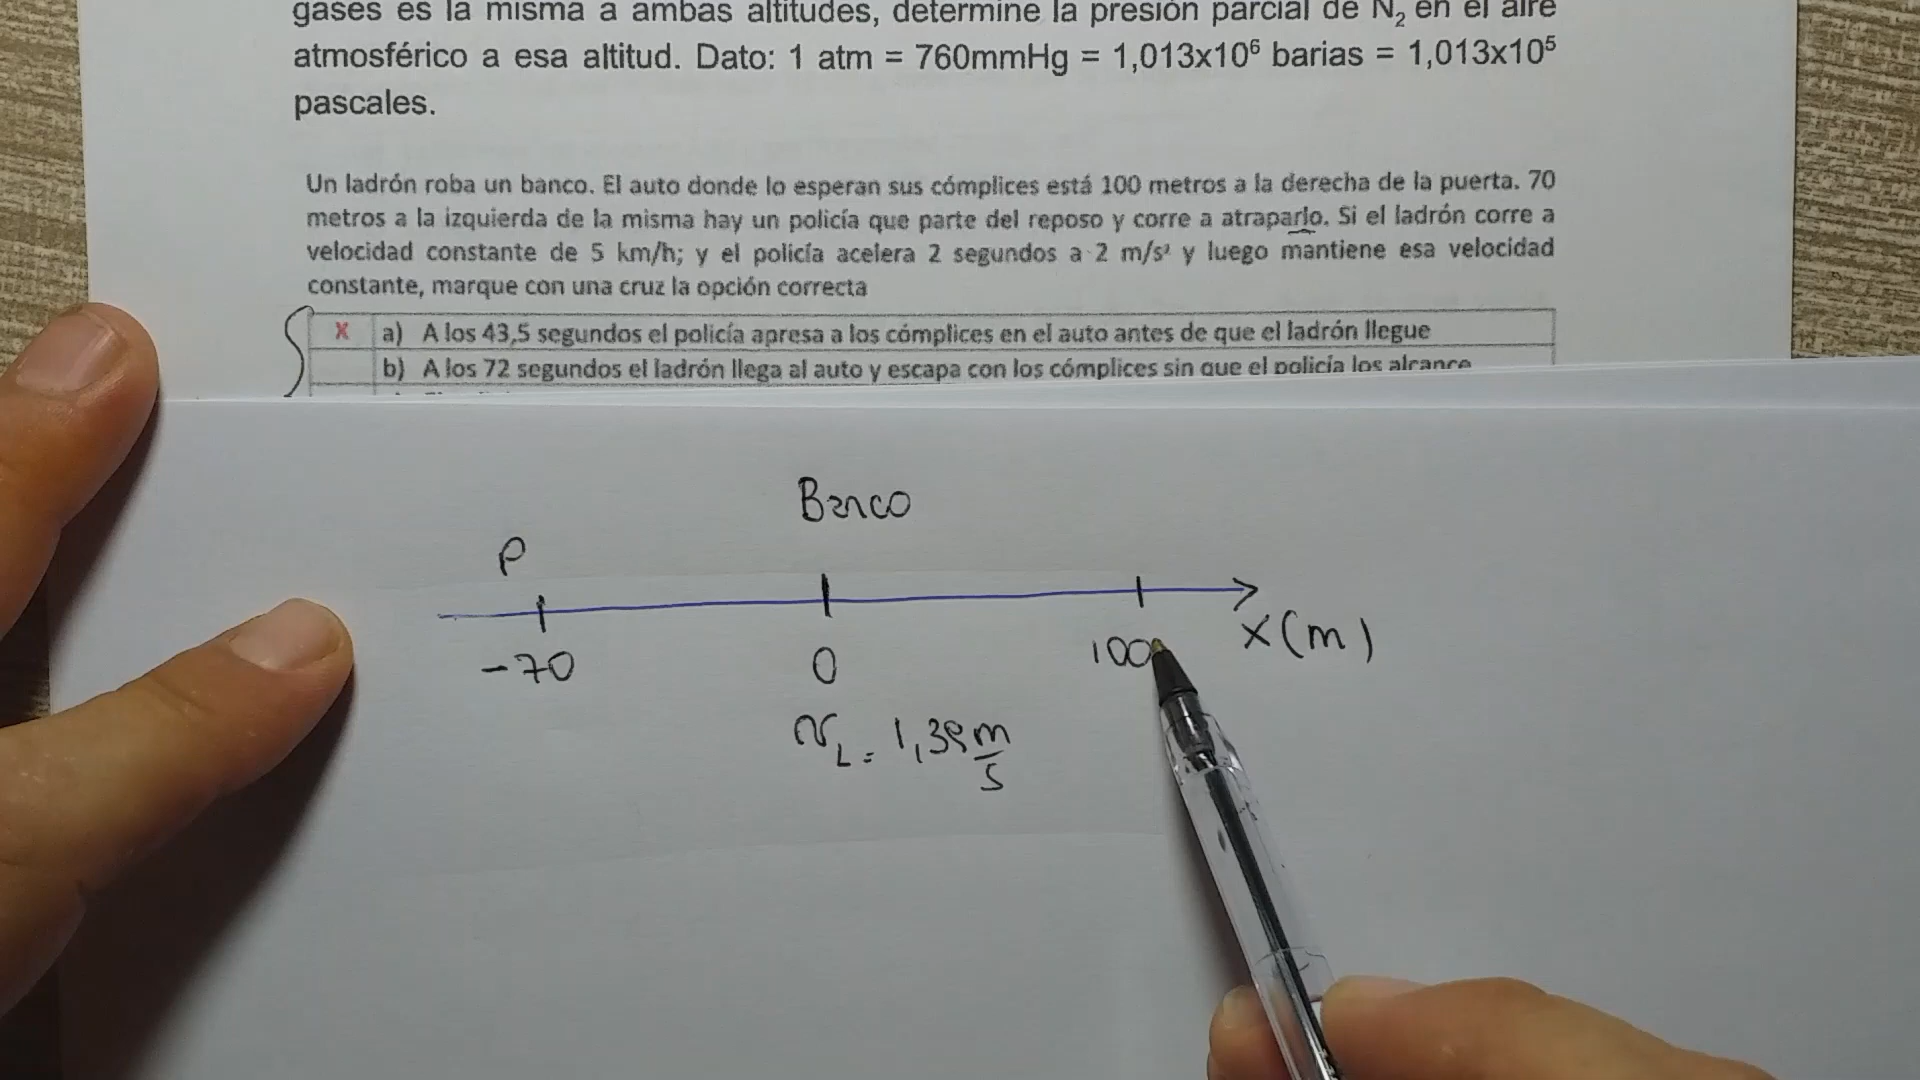 gases es la misma a ambas altitudes, determine la presión parcial de N₂ en el aire
atmosférico a esa altitud. Dato: 1 atm = 760mmHg = 1,013x10⁶ barias = 1,013x10⁵
pascales.
Un ladrón roba un banco. El auto donde lo esperan sus cómplices está 100 metros a la derecha de la puerta. 70
metros a la izquierda de la misma hay un policía que parte del reposo y corre a atraparlo. Si el ladrón corre a
velocidad constante de 5 km/h; y el policía acelera 2 segundos a 2 m/s² y luego mantiene esa velocidad
constante, marque con una cruz la opción correcta
X a) A los 43,5 segundos el policía apresa a los cómplices en el auto antes de que el ladrón llegue
b) A los 72 segundos el ladrón llega al auto y escapa con los cómplices sin que el policía los alcance
Banco
P
-70 0 100 x (m)
v_L = 1,39 m/s